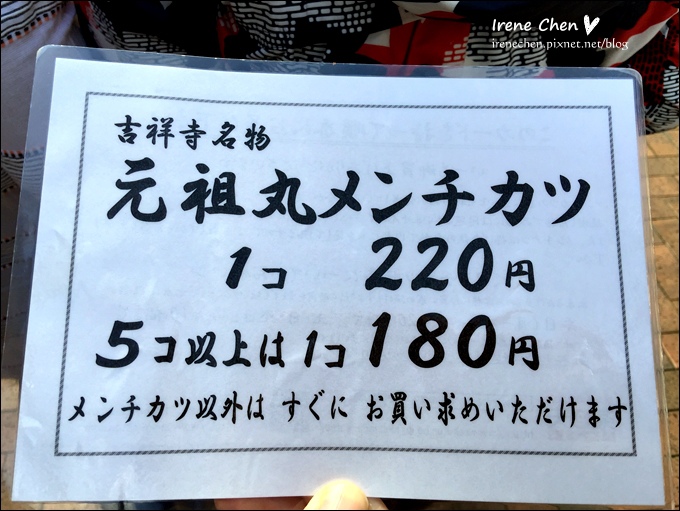 Irene Chen♥
irenechen.pixnet.net/blog
吉祥寺名物
元祖丸メンチカツ
1コ 220円
5コ以上は1コ180円
メンチカツ以外は すぐに お買い求めいただけます